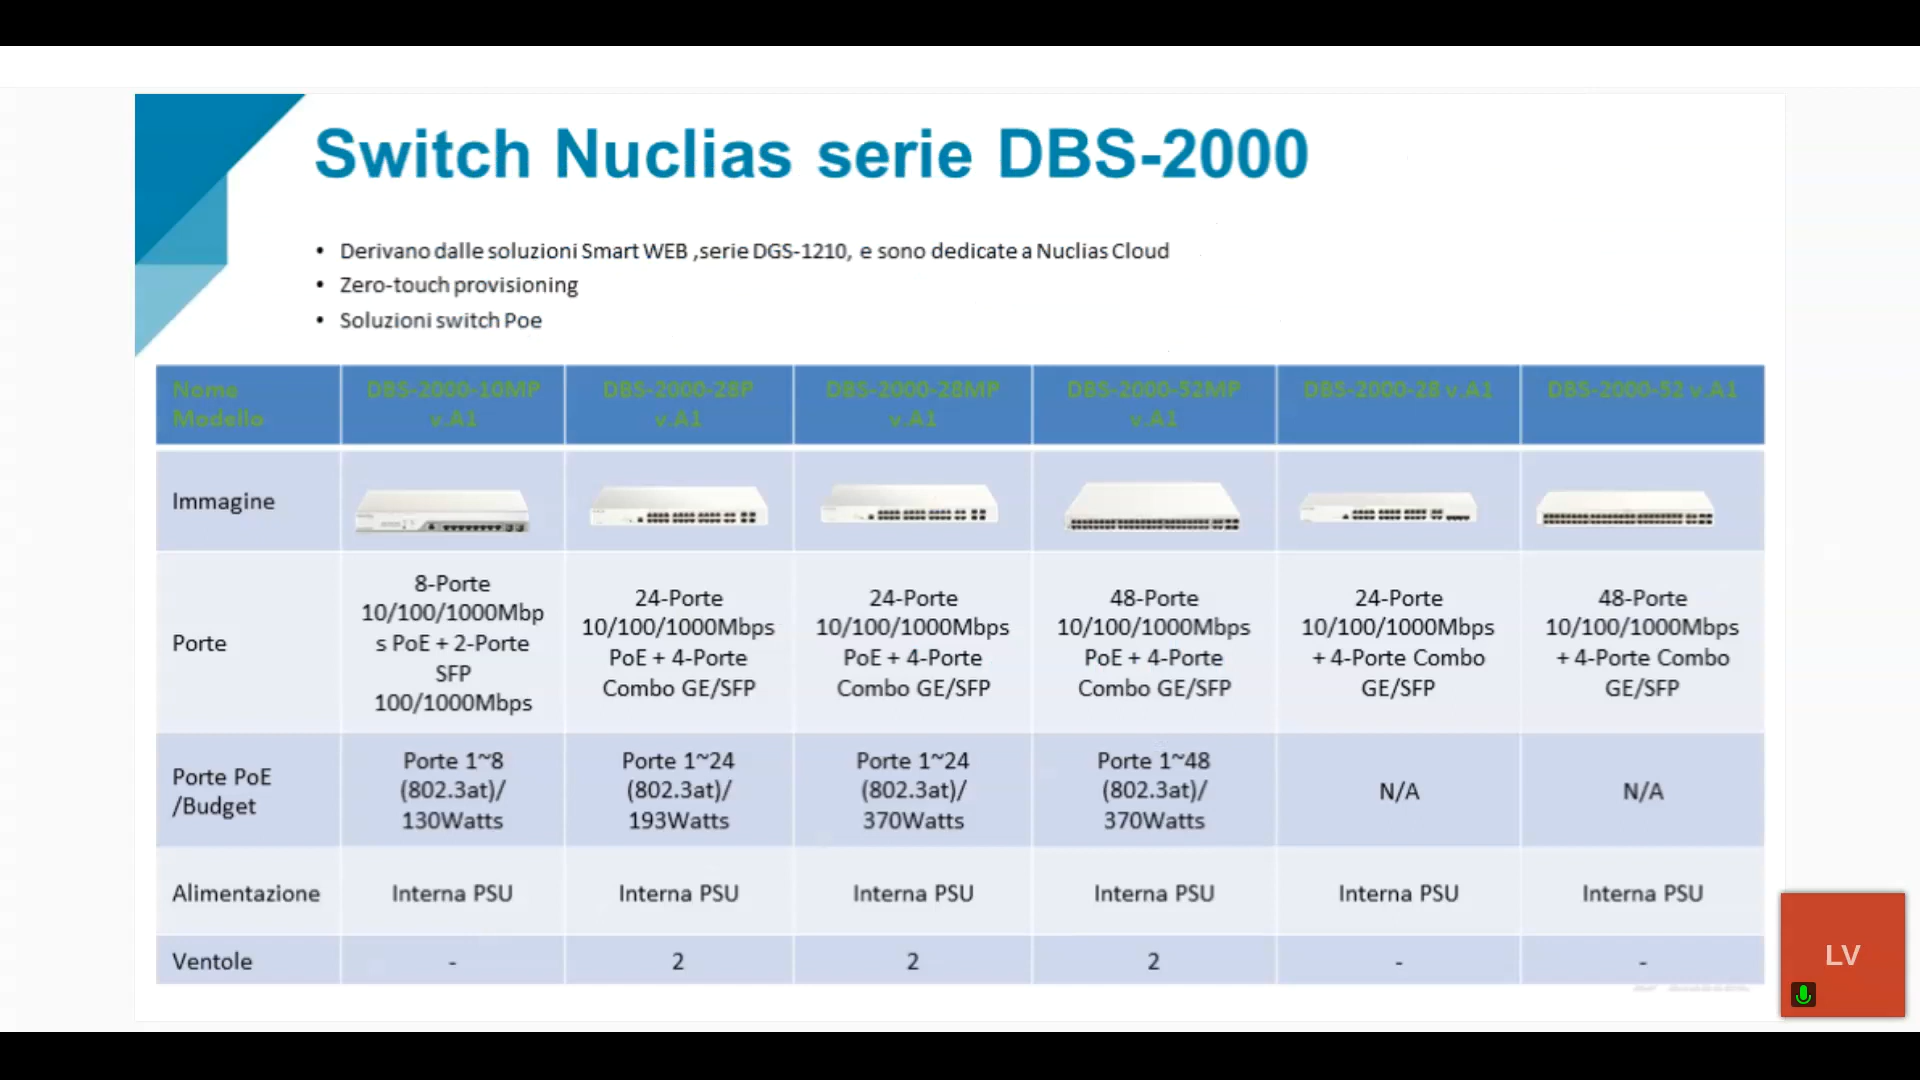 Switch Nuclias serie DBS-2000
• Derivano dalle soluzioni Smart WEB ,serie DGS-1210, e sono dedicate a Nuclias Cloud
• Zero-touch provisioning
• Soluzioni switch Poe
Nome
Modello
DBS-2000-10MP
v.A1
DBS-2000-28P
v.A1
DBS-2000-28MP
v.A1
DBS-2000-52MP
v.A1
DBS-2000-28 v.A1
DBS-2000-52 v.A1
Immagine
Porte
8-Porte
10/100/1000Mbp
s PoE + 2-Porte
SFP
100/1000Mbps
24-Porte
10/100/1000Mbps
PoE + 4-Porte
Combo GE/SFP
24-Porte
10/100/1000Mbps
PoE + 4-Porte
Combo GE/SFP
48-Porte
10/100/1000Mbps
PoE + 4-Porte
Combo GE/SFP
24-Porte
10/100/1000Mbps
+ 4-Porte Combo
GE/SFP
48-Porte
10/100/1000Mbps
+ 4-Porte Combo
GE/SFP
Porte PoE
/Budget
Porte 1~8
(802.3at)/
130Watts
Porte 1~24
(802.3at)/
193Watts
Porte 1~24
(802.3at)/
370Watts
Porte 1~48
(802.3at)/
370Watts
N/A
N/A
Alimentazione
Interna PSU
Interna PSU
Interna PSU
Interna PSU
Interna PSU
Interna PSU
Ventole
-
2
2
2
-
-
LV